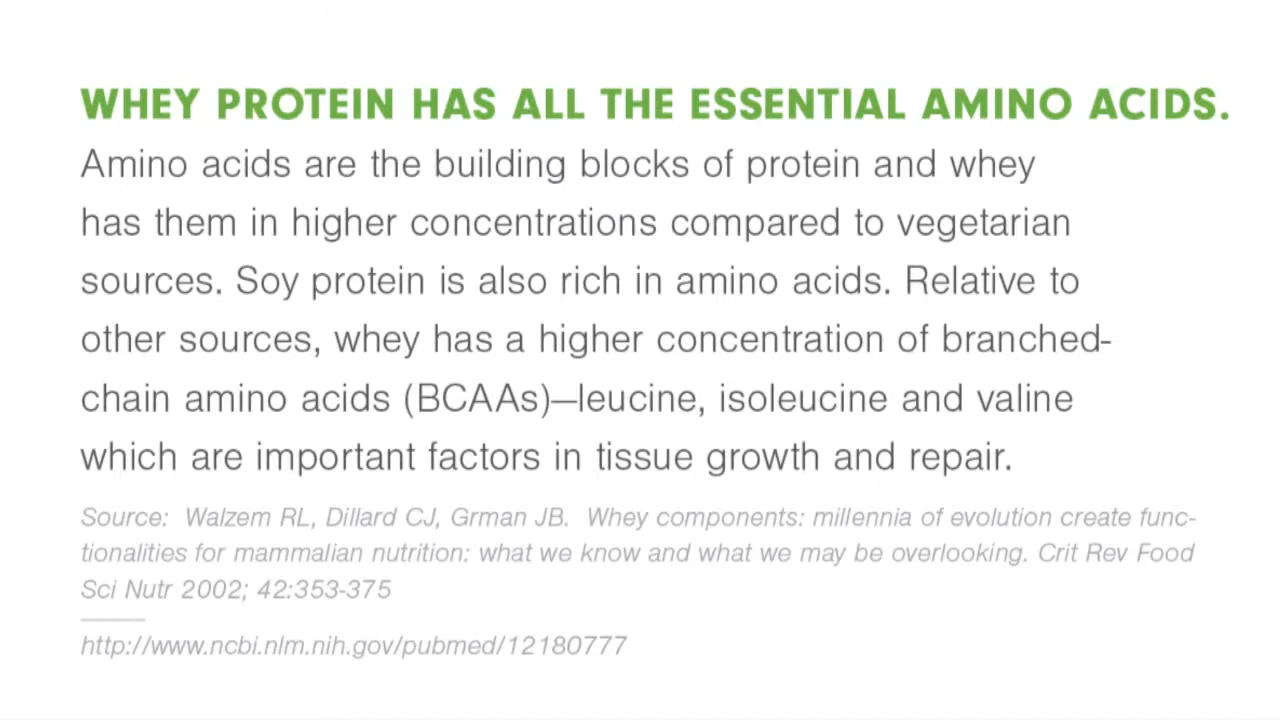 WHEY PROTEIN HAS ALL THE ESSENTIAL AMINO ACIDS.
Amino acids are the building blocks of protein and whey
has them in higher concentrations compared to vegetarian
sources. Soy protein is also rich in amino acids. Relative to
other sources, whey has a higher concentration of branched-
chain amino acids (BCAAs)—leucine, isoleucine and valine
which are important factors in tissue growth and repair.
Source:  Walzem RL, Dillard CJ, Grman JB.  Whey components: millennia of evolution create func-
tionalities for mammalian nutrition: what we know and what we may be overlooking. Crit Rev Food
Sci Nutr 2002; 42:353-375
http://www.ncbi.nlm.nih.gov/pubmed/12180777